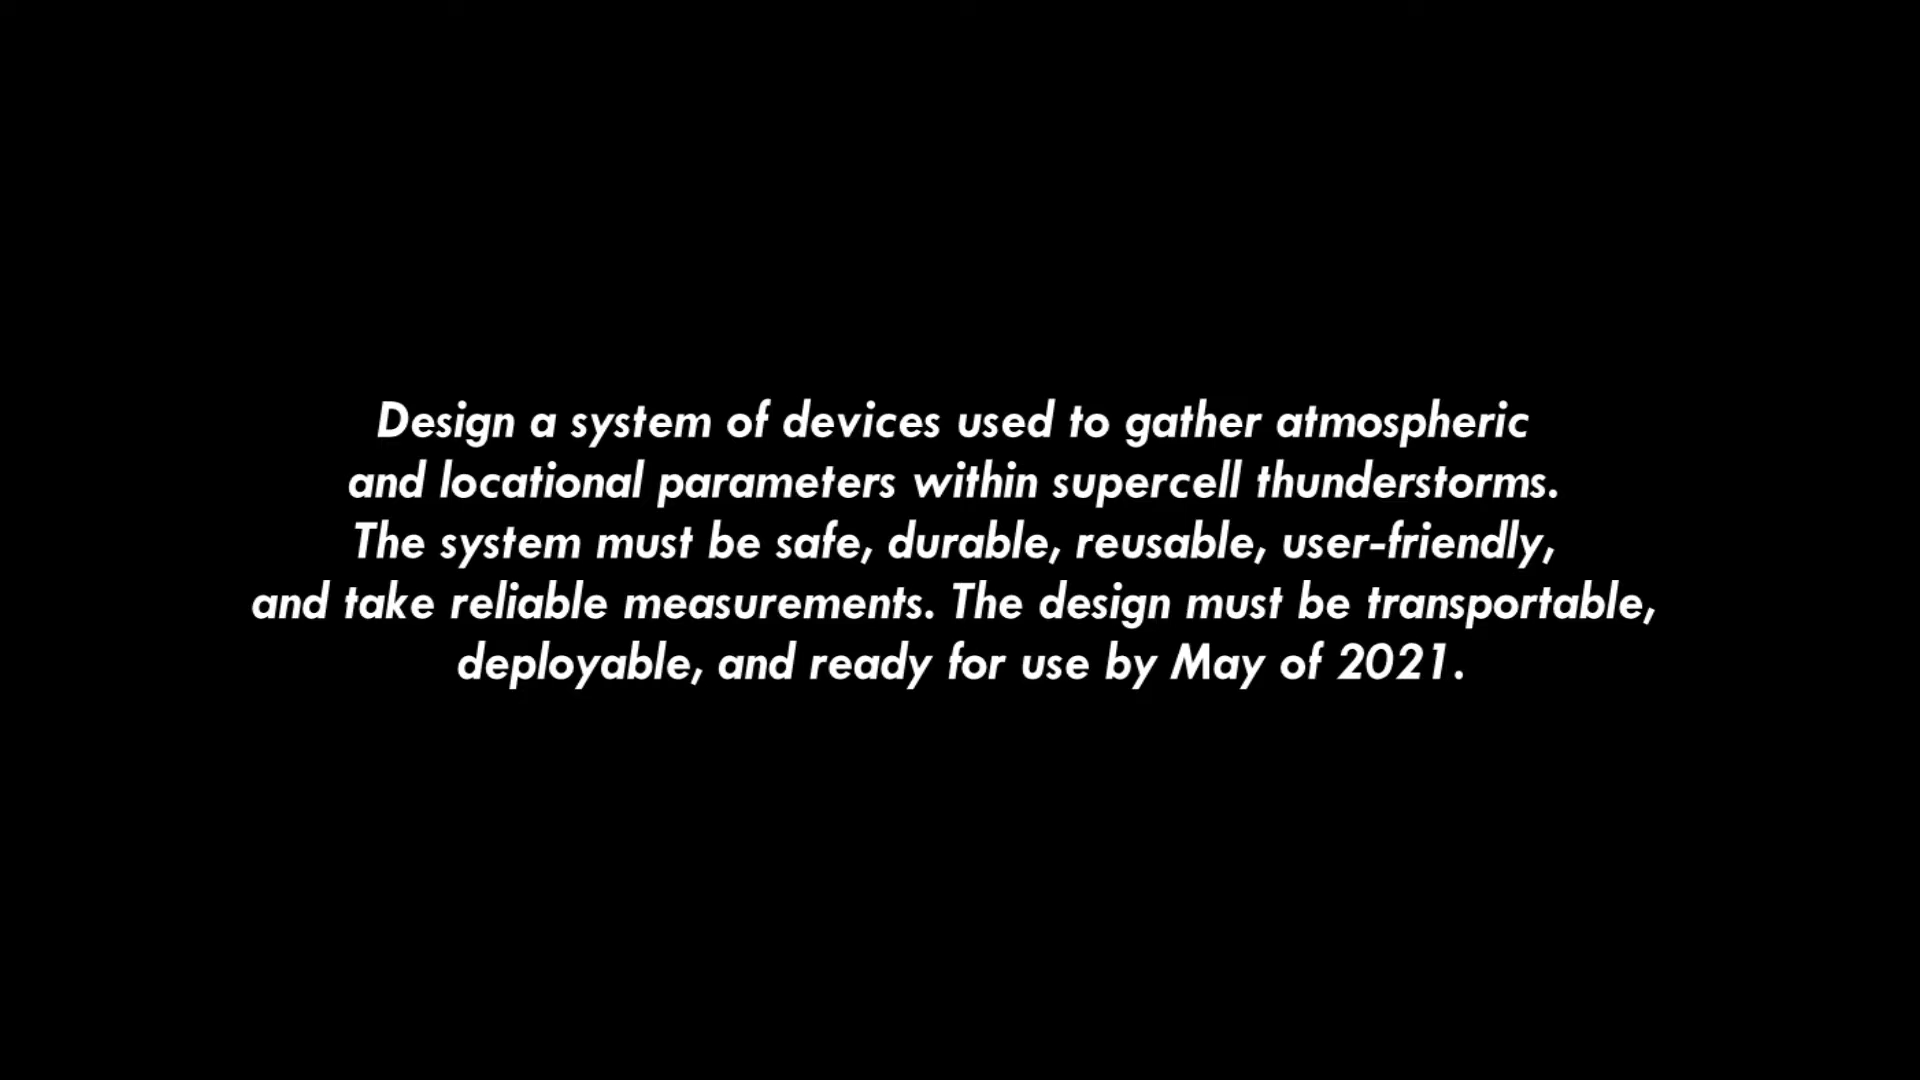 Design a system of devices used to gather atmospheric
and locational parameters within supercell thunderstorms.
The system must be safe, durable, reusable, user-friendly,
and take reliable measurements. The design must be transportable,
deployable, and ready for use by May of 2021.